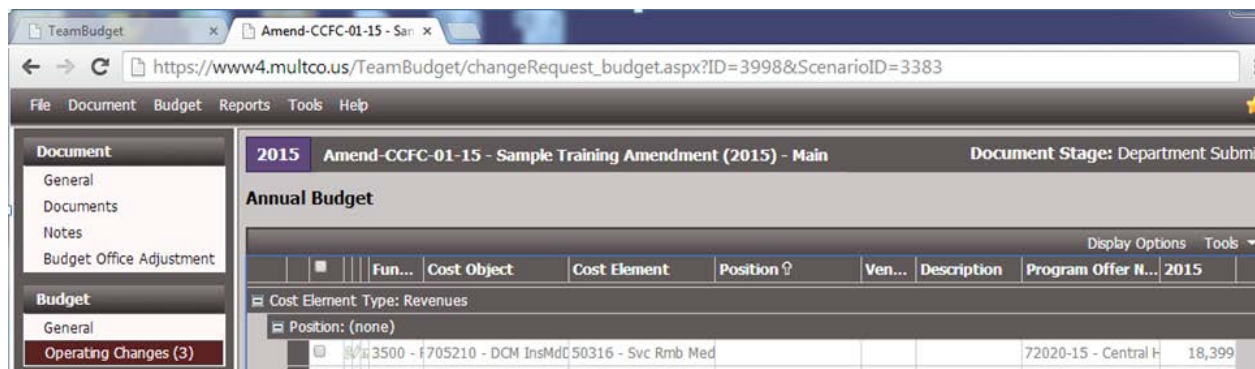 TeamBudget × Amend-CCFC-01-15 - San ×
https://www4.multco.us/TeamBudget/changeRequest_budget.aspx?ID=3998&ScenarioID=3383
File Document Budget Reports Tools Help
Document
General
Documents
Notes
Budget Office Adjustment
Budget
General
Operating Changes (3)
2015 Amend-CCFC-01-15 - Sample Training Amendment (2015) - Main Document Stage: Department Submi
Annual Budget
Display Options Tools
Fun... Cost Object Cost Element Position Ven... Description Program Offer N... 2015
Cost Element Type: Revenues
Position: (none)
3500 - 705210 - DCM InsMd 50316 - Svc Rmb Med 72020-15 - Central H 18,399